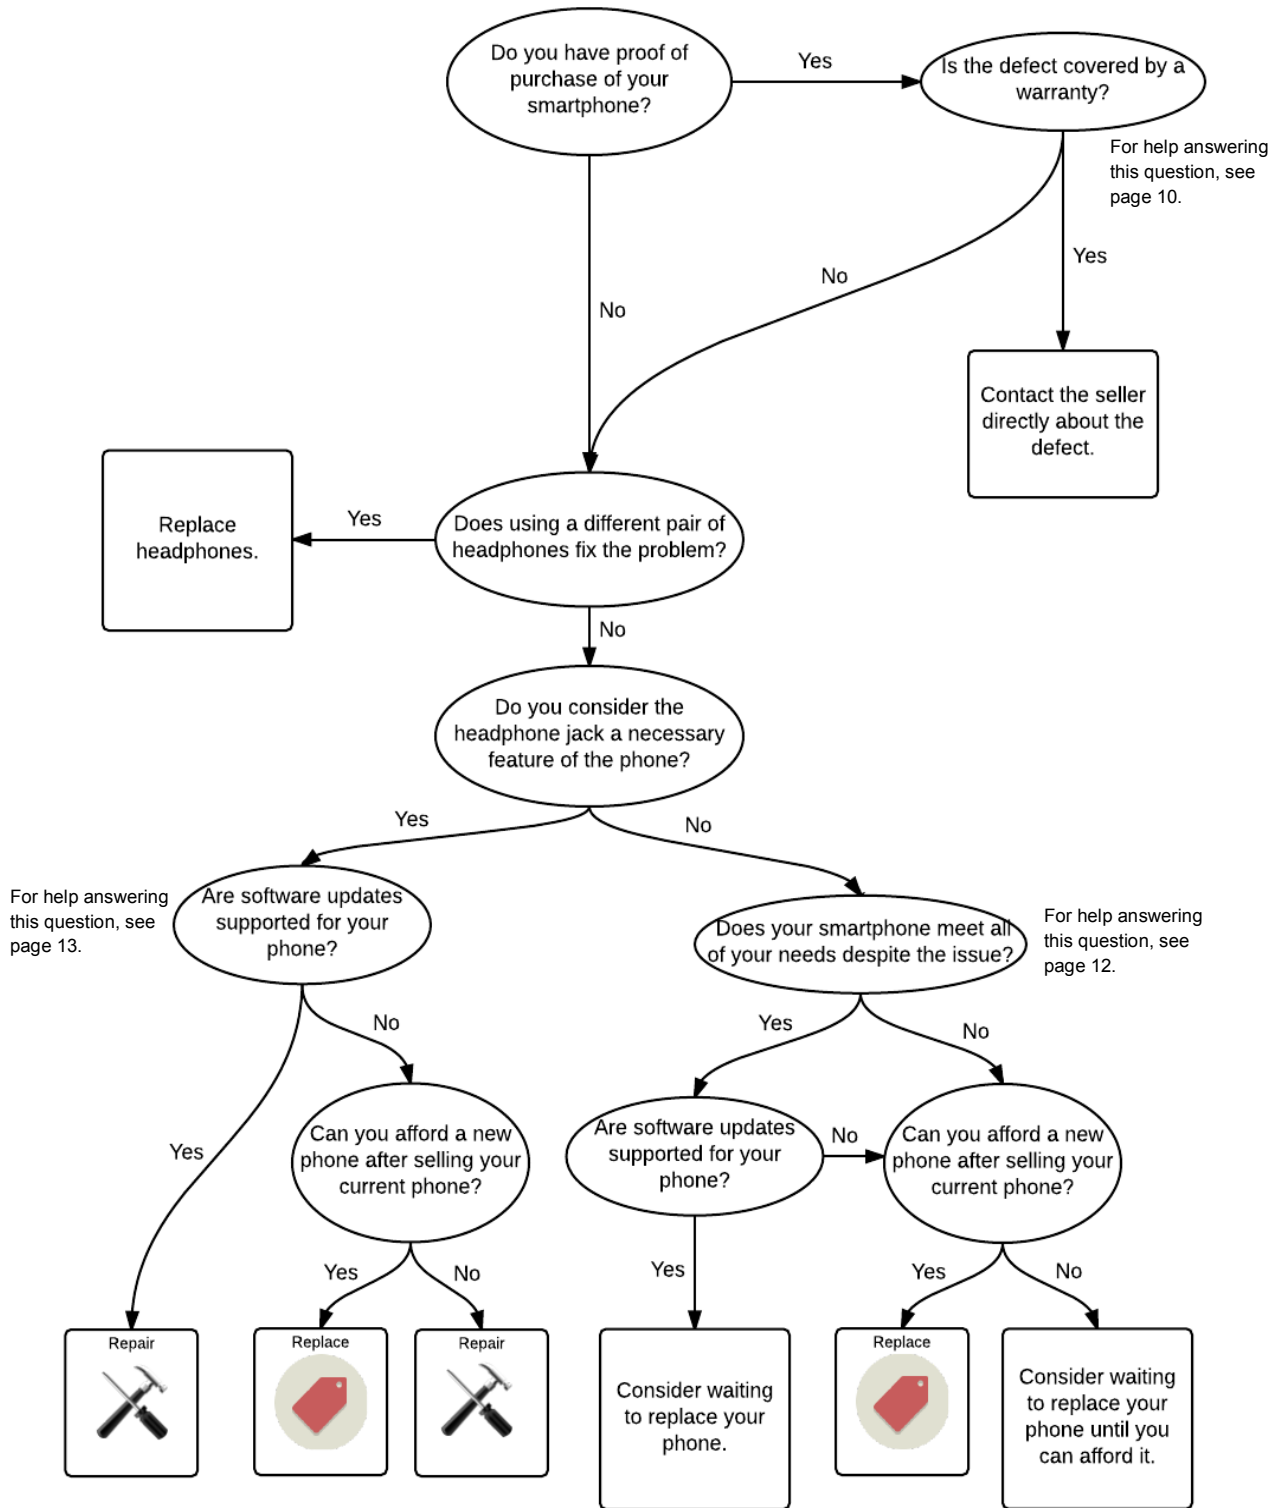 Do you have proof of
purchase of your
smartphone?
Yes
Is the defect covered by a
warranty?
For help answering
this question, see
page 10.
No
No
Yes
Contact the seller
directly about the
defect.
Replace
headphones.
Yes
Does using a different pair of
headphones fix the problem?
No
Do you consider the
headphone jack a necessary
feature of the phone?
Yes
No
For help answering
this question, see
page 13.
Are software updates
supported for your
phone?
Does your smartphone meet all
of your needs despite the issue?
For help answering
this question, see
page 12.
Yes
No
Can you afford a new
phone after selling your
current phone?
Yes
No
Are software updates
supported for your
phone?
No
Can you afford a new
phone after selling your
current phone?
Yes
No
Yes
Yes
No
Repair
Replace
Repair
Consider waiting
to replace your
phone.
Replace
Consider waiting
to replace your
phone until you
can afford it.